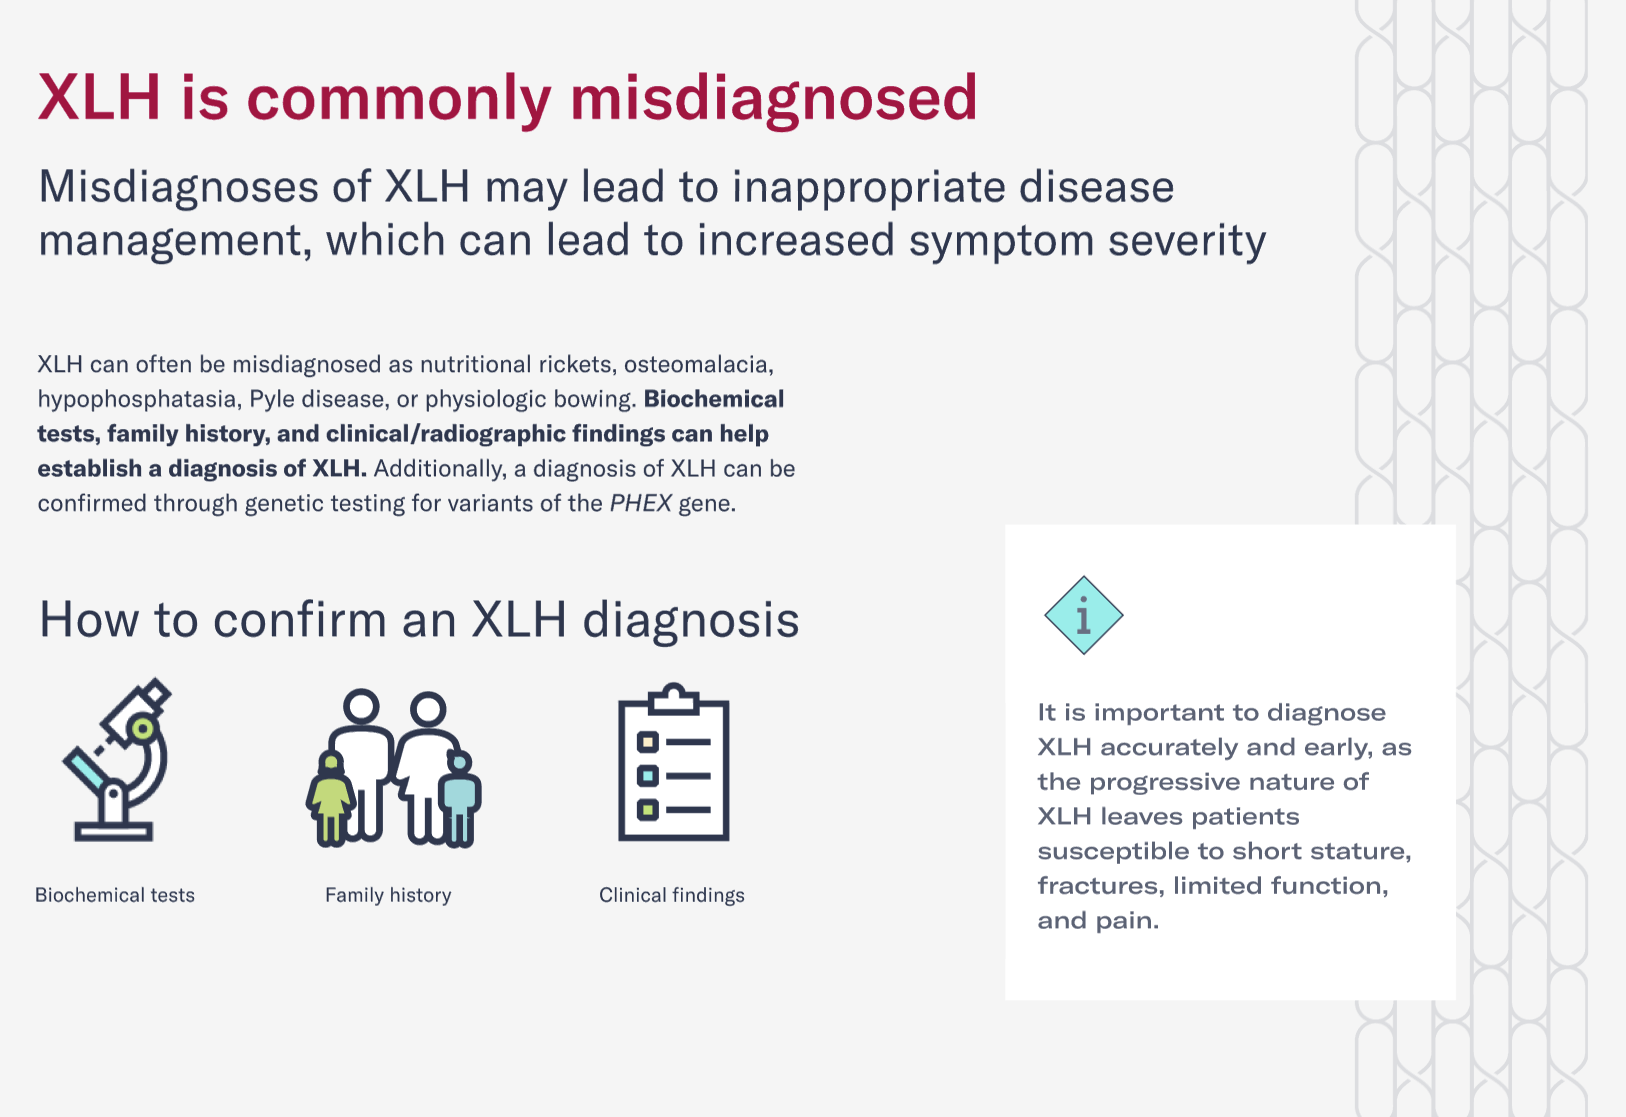 XLH is commonly misdiagnosed
Misdiagnoses of XLH may lead to inappropriate disease
management, which can lead to increased symptom severity
XLH can often be misdiagnosed as nutritional rickets, osteomalacia,
hypophosphatasia, Pyle disease, or physiologic bowing. Biochemical
tests, family history, and clinical/radiographic findings can help
establish a diagnosis of XLH. Additionally, a diagnosis of XLH can be
confirmed through genetic testing for variants of the PHEX gene.
How to confirm an XLH diagnosis
Biochemical tests
Family history
Clinical findings
i
It is important to diagnose
XLH accurately and early, as
the progressive nature of
XLH leaves patients
susceptible to short stature,
fractures, limited function,
and pain.